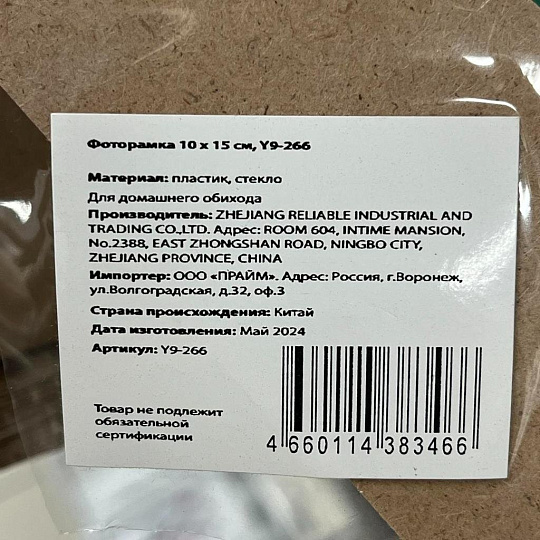 Фоторамка 10 х 15 см, Y9-266
Материал: пластик, стекло
Для домашнего обихода
Производитель: ZHEJIANG RELIABLE INDUSTRIAL AND
TRADING CO.,LTD. Адрес: ROOM 604, INTIME MANSION,
No.2388, EAST ZHONGSHAN ROAD, NINGBO CITY,
ZHEJIANG PROVINCE, CHINA
Импортер: ООО «ПРАЙМ». Адрес: Россия, г.Воронеж,
ул.Волгоградская, д.32, оф.3
Страна происхождения: Китай
Дата изготовления: Май 2024
Артикул: Y9-266
Товар не подлежит
обязательной
сертификации
4 660114 383466